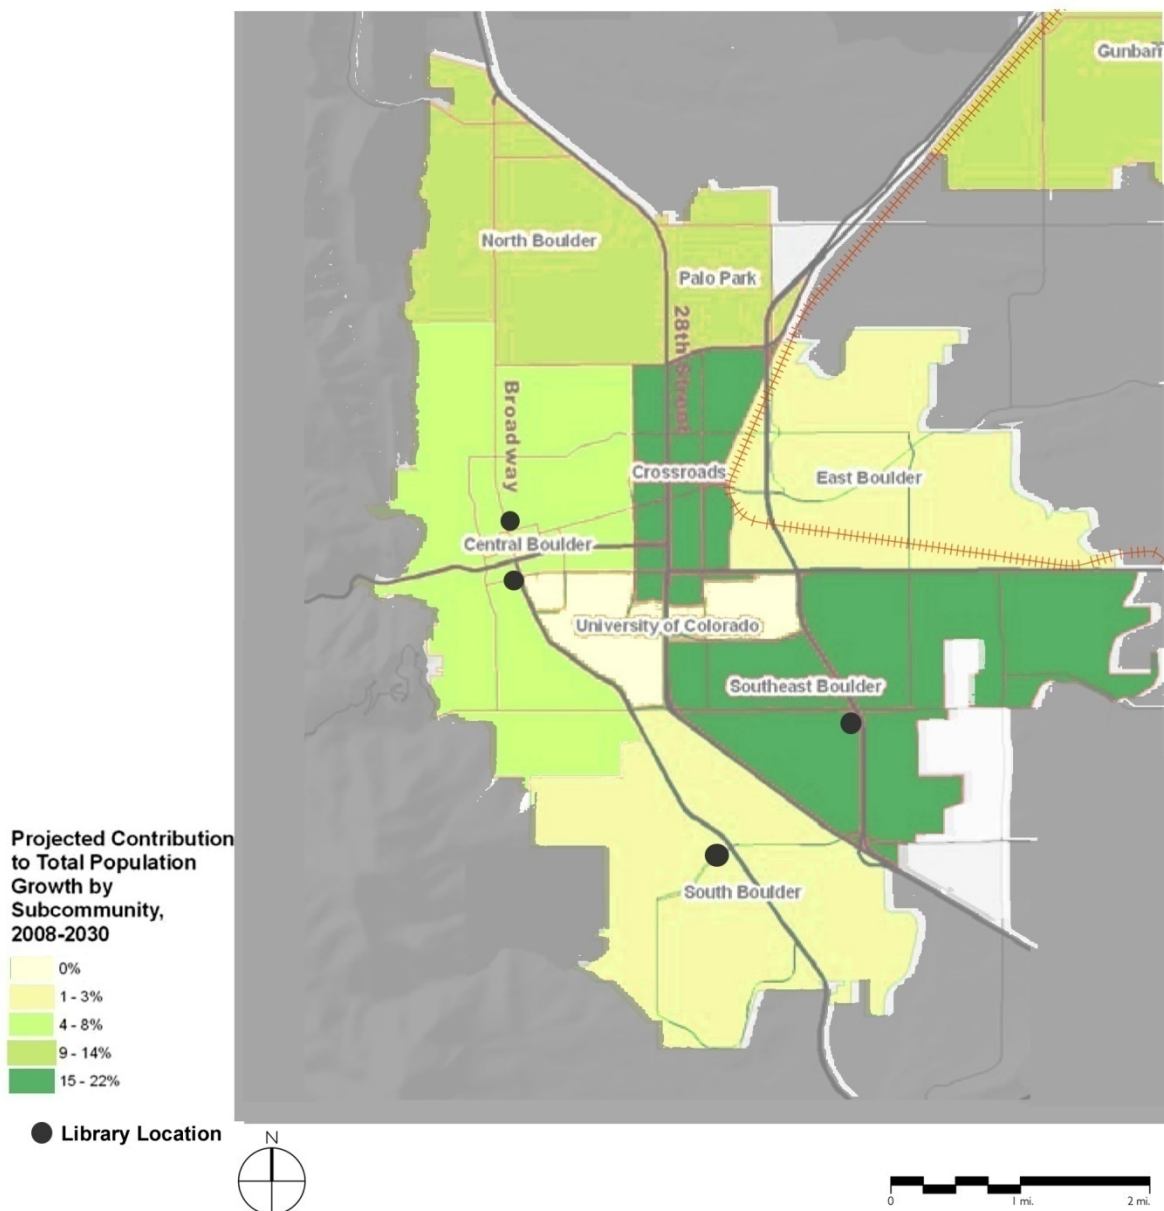 Gunbarr
North Boulder
Palo Park
28th Street
Broadway
Crossroads
East Boulder
Central Boulder
University of Colorado
Southeast Boulder
South Boulder
Projected Contribution
to Total Population
Growth by
Subcommunity,
2008-2030
0%
1 - 3%
4 - 8%
9 - 14%
15 - 22%
Library Location
N
0
1 mi.
2 mi.